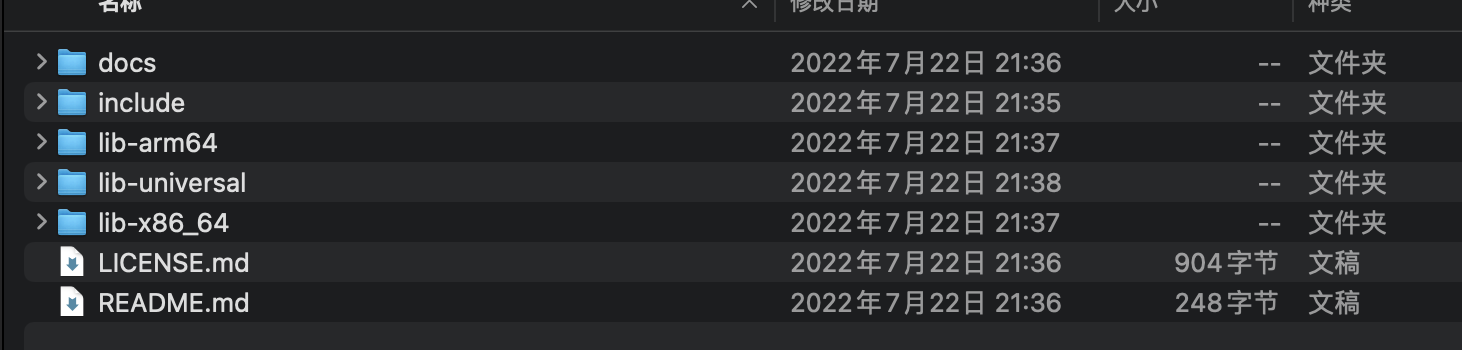 名称 修改日期 大小 种类
docs 2022年7月22日 21:36 -- 文件夹
include 2022年7月22日 21:35 -- 文件夹
lib-arm64 2022年7月22日 21:37 -- 文件夹
lib-universal 2022年7月22日 21:38 -- 文件夹
lib-x86_64 2022年7月22日 21:37 -- 文件夹
LICENSE.md 2022年7月22日 21:36 904字节 文稿
README.md 2022年7月22日 21:36 248字节 文稿